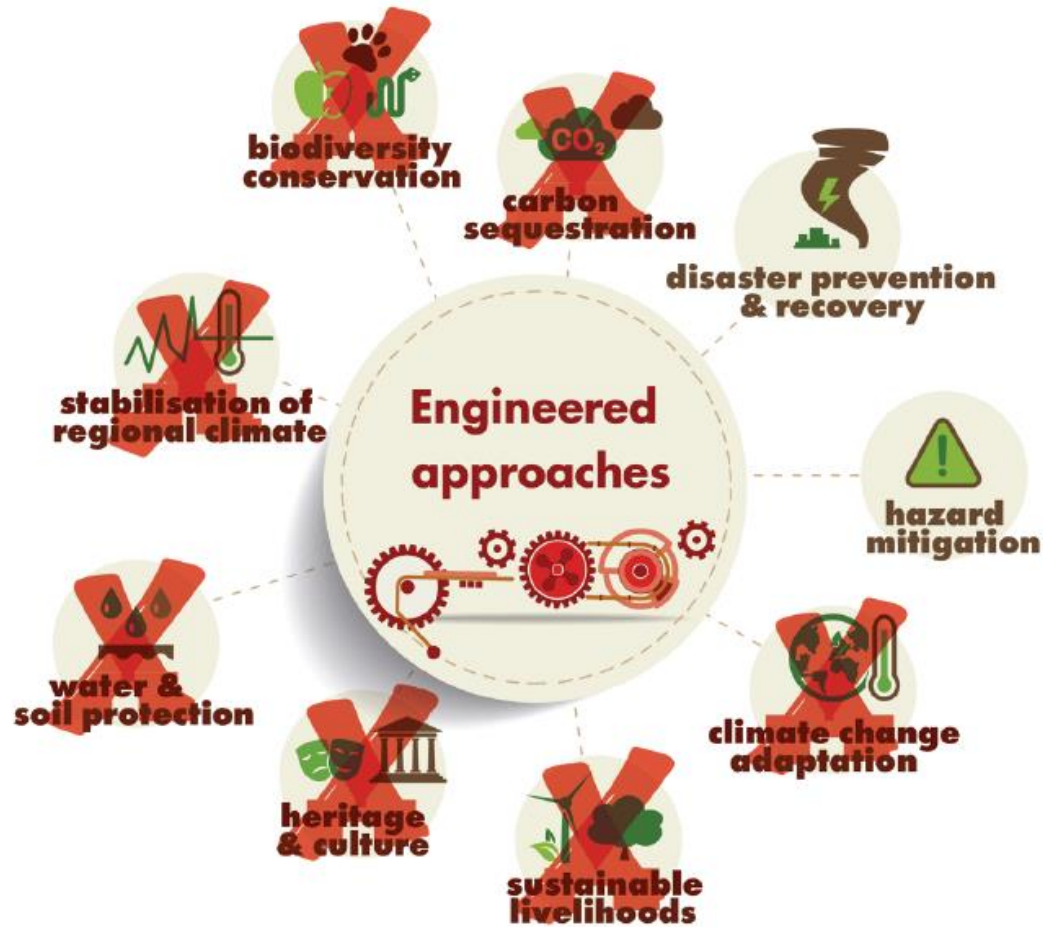 biodiversity
conservation
CO₂
carbon
sequestration
disaster prevention
& recovery
stabilisation of
regional climate
Engineered
approaches
hazard
mitigation
water &
soil protection
climate change
adaptation
heritage
& culture
sustainable
livelihoods